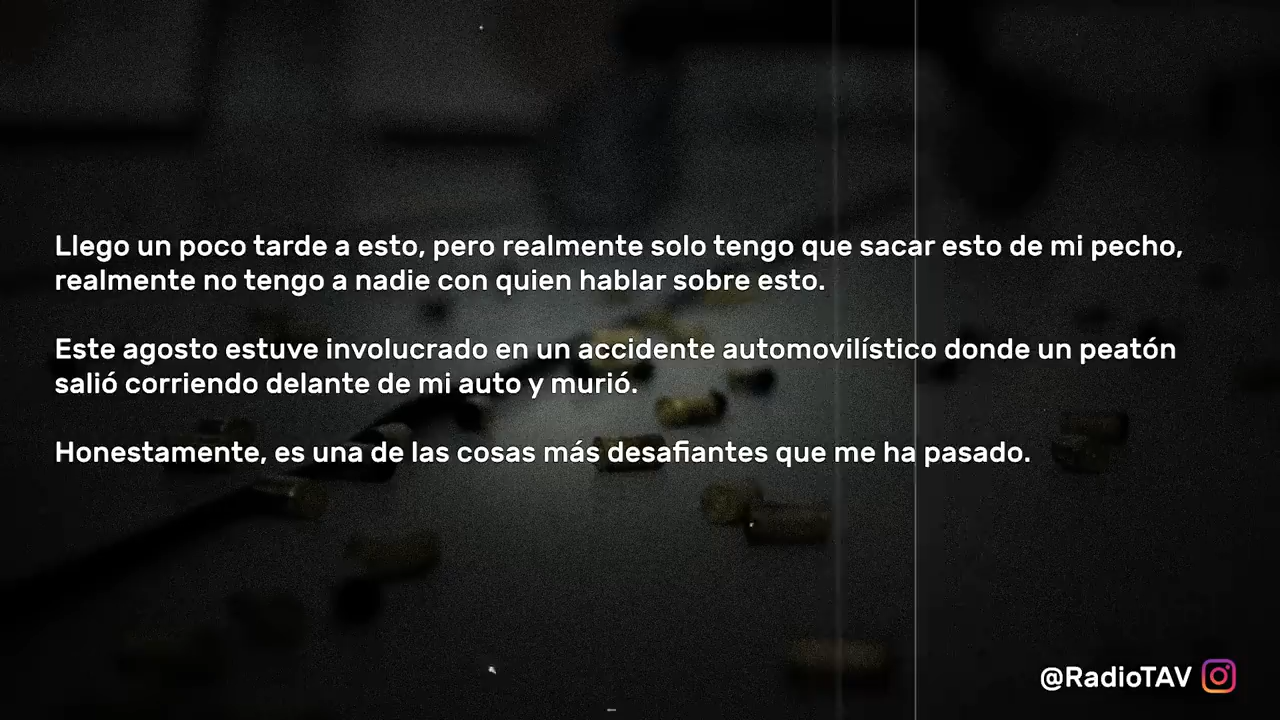 Llego un poco tarde a esto, pero realmente solo tengo que sacar esto de mi pecho,
realmente no tengo a nadie con quien hablar sobre esto.
Este agosto estuve involucrado en un accidente automovilístico donde un peatón
salió corriendo delante de mi auto y murió.
Honestamente, es una de las cosas más desafiantes que me ha pasado.
@RadioTAV